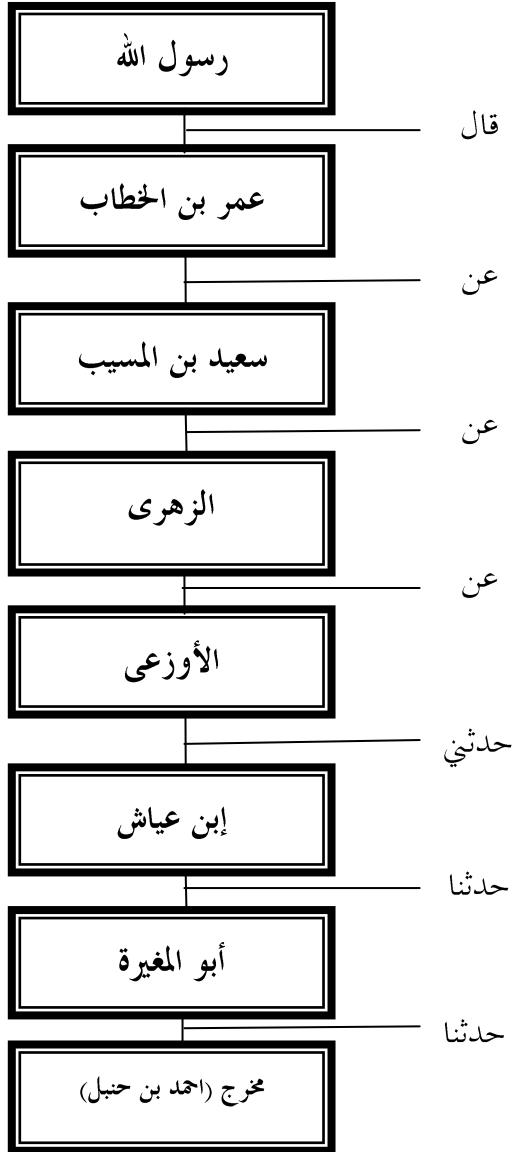 رسول الله
قال
عمر بن الخطاب
عن
سعيد بن المسيب
عن
الزهرى
عن
الأوزعى
حدثني
إبن عياش
حدثنا
أبو المغيرة
حدثنا
مخرج (احمد بن حنبل)